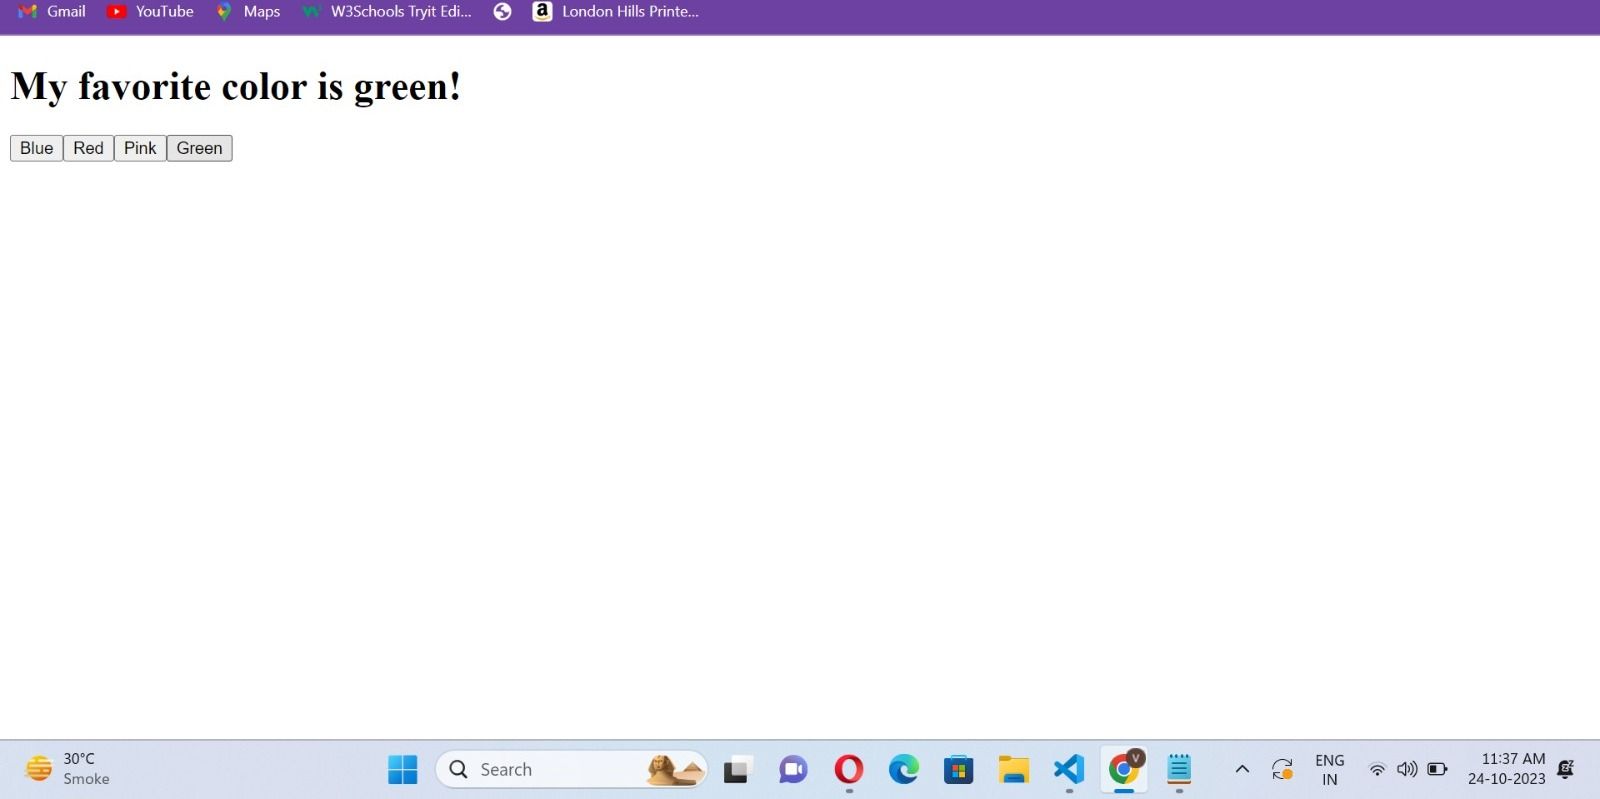 Gmail YouTube Maps W3Schools Tryit Edi... London Hills Printe...
My favorite color is green!
Blue Red Pink Green
30°C
Smoke
Search
V
ENG
IN
11:37 AM
24-10-2023